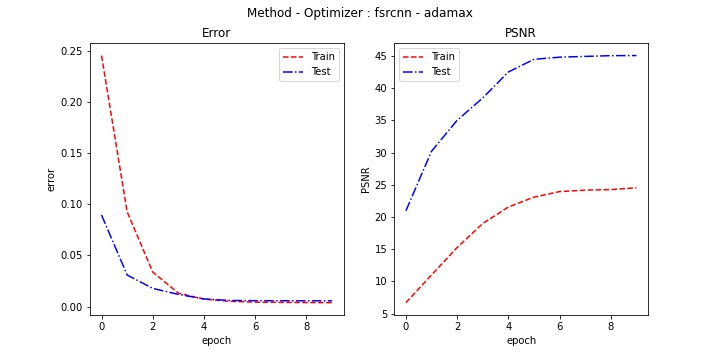 Method - Optimizer : fsrcnn - adamax
Error
0.25
0.20
0.15
0.10
0.05
0.00
error
0 2 4 6 8
epoch
Train
Test
PSNR
45
40
35
30
25
20
15
10
5
PSNR
0 2 4 6 8
epoch
Train
Test